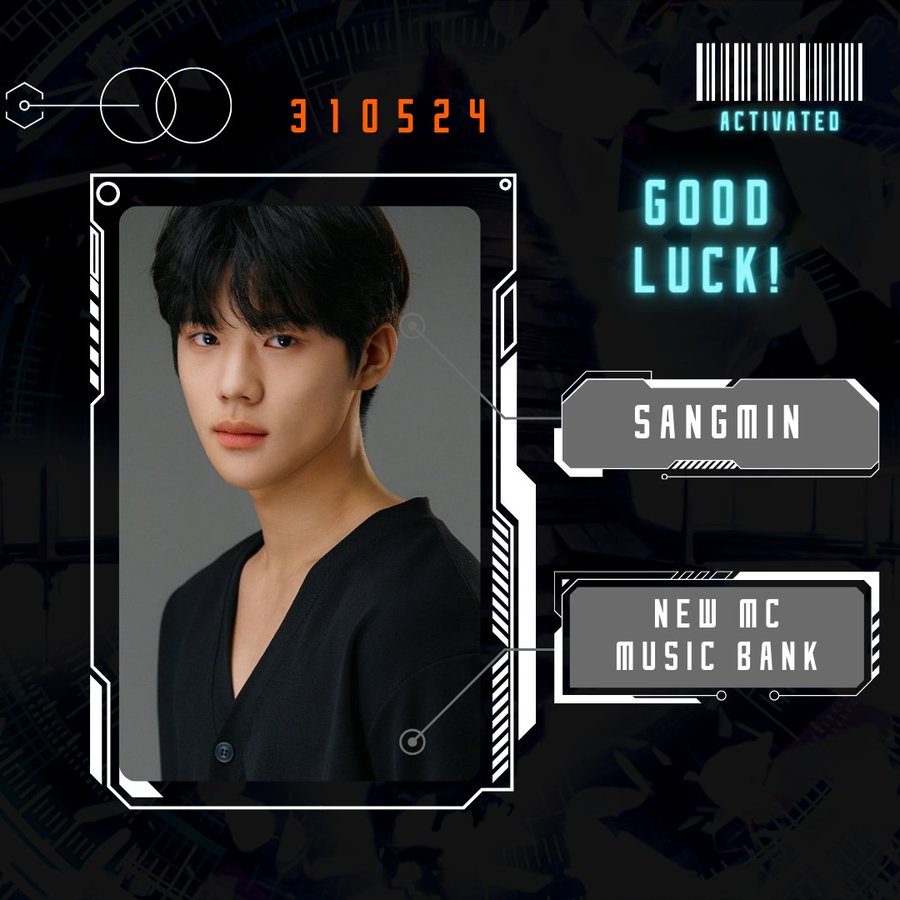 310524
ACTIVATED
GOOD
LUCK!
SANGMIN
NEW MC
MUSIC BANK